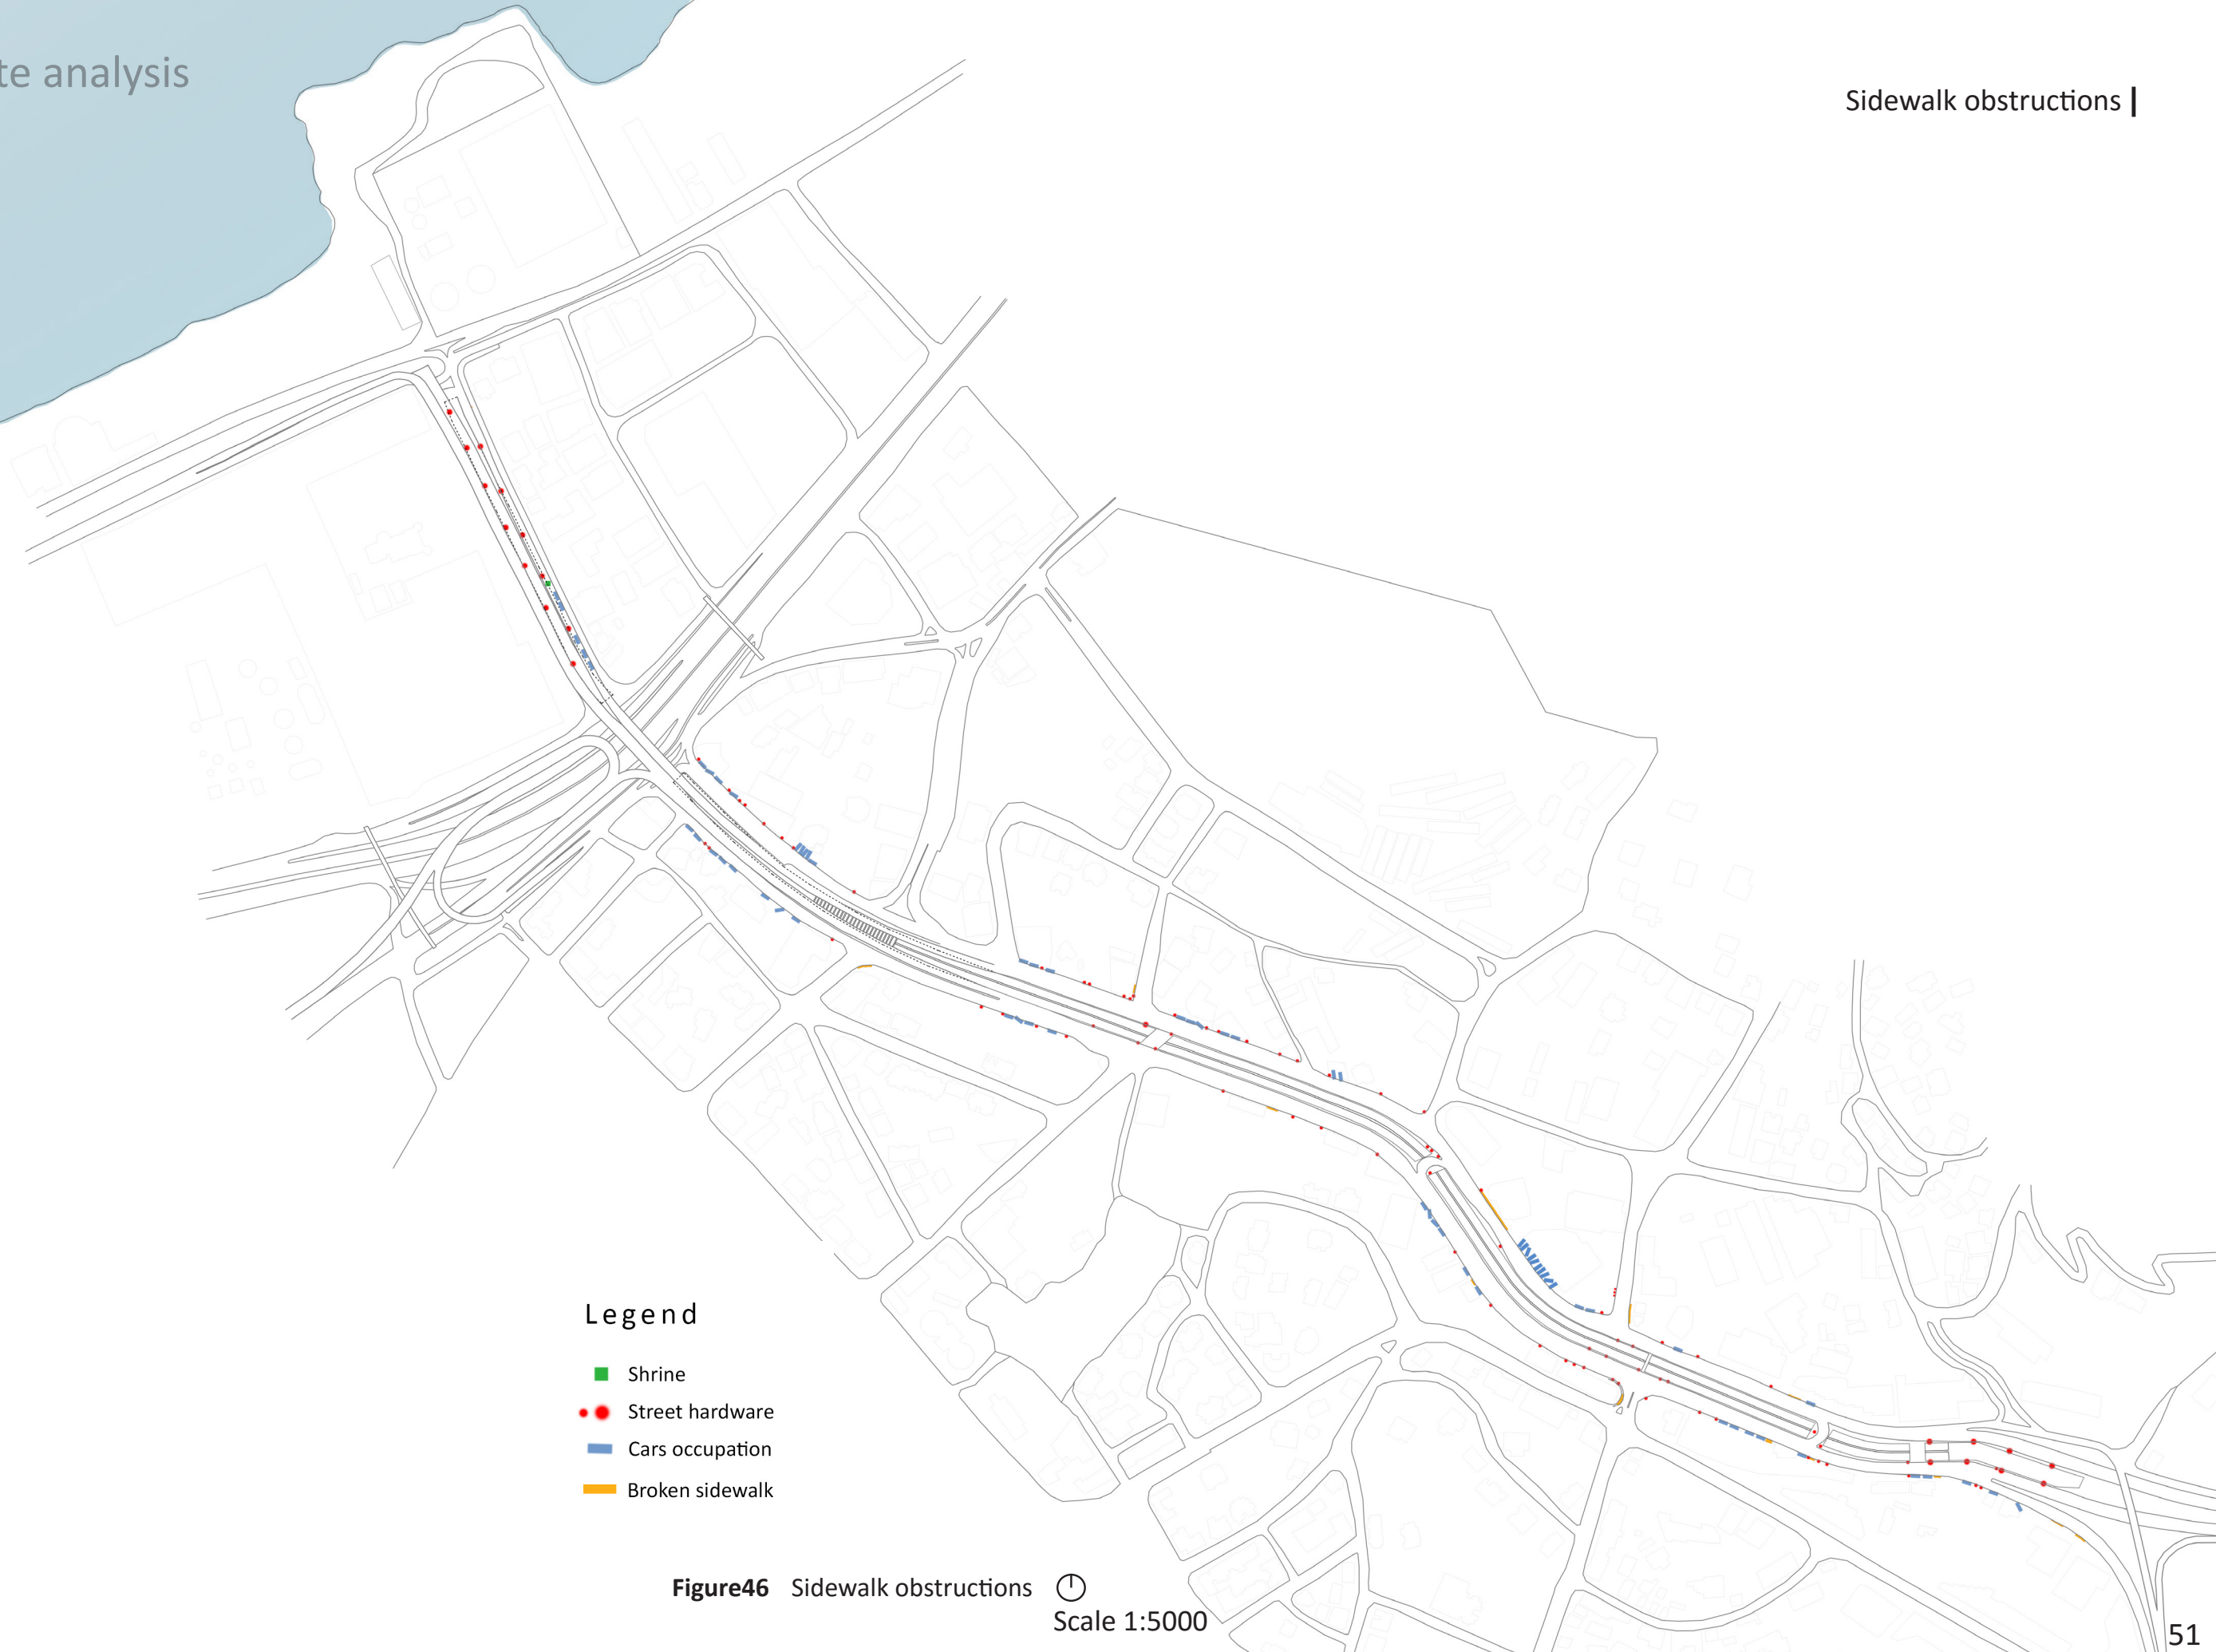 te analysis
Sidewalk obstructions
Legend
Shrine
Street hardware
Cars occupation
Broken sidewalk
Figure46 Sidewalk obstructions
Scale 1:5000
51